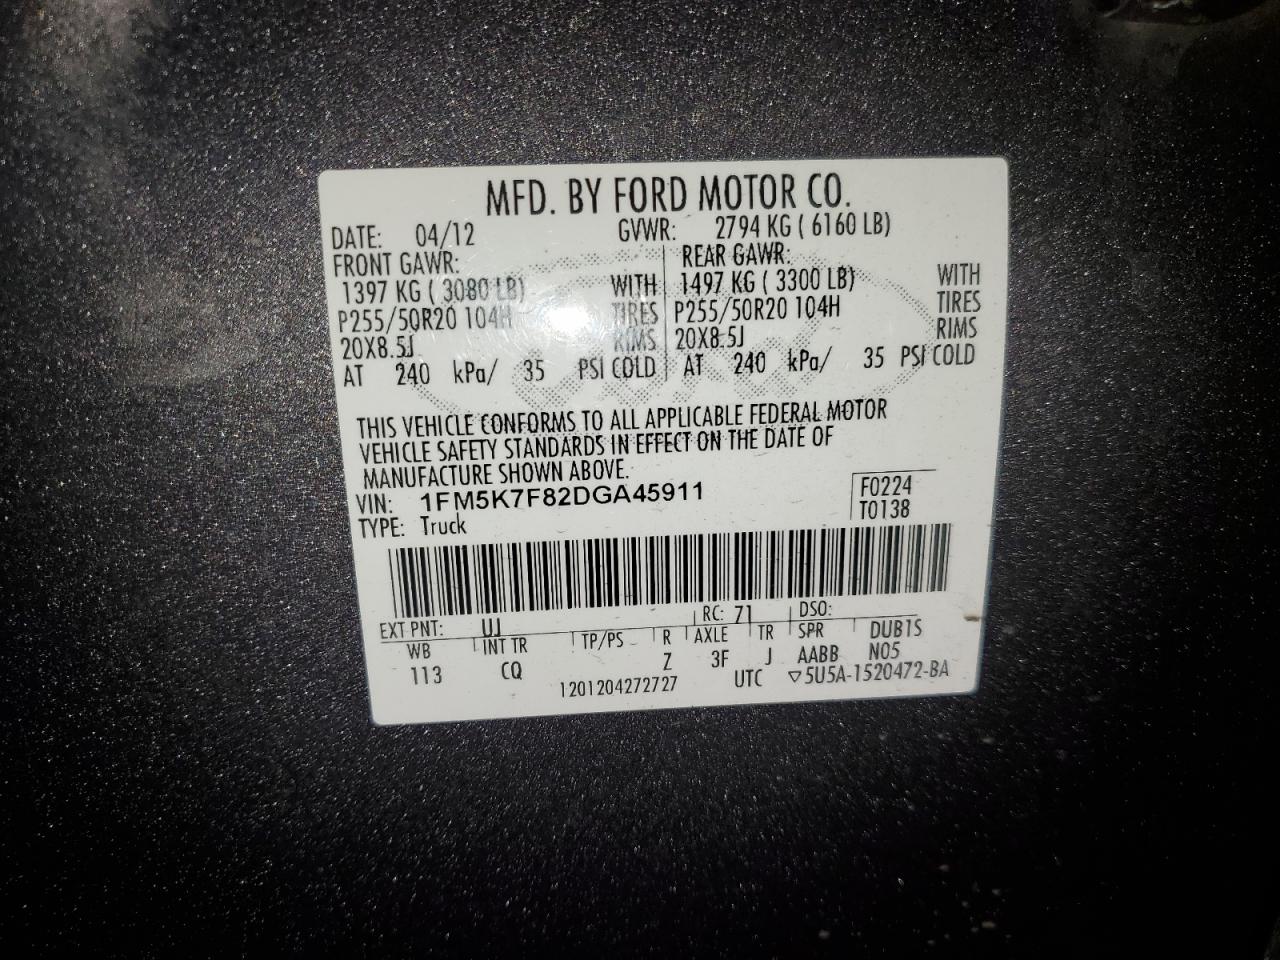 MFD. BY FORD MOTOR CO.
DATE: 04/12 GVWR: 2794 KG ( 6160 LB)
FRONT GAWR: REAR GAWR:
1397 KG ( 3080 LB) WITH 1497 KG ( 3300 LB) WITH
P255/50R20 104H TIRES P255/50R20 104H TIRES
20X8.5J RIMS 20X8.5J RIMS
AT 240 kPa/ 35 PSI COLD AT 240 kPa/ 35 PSI COLD
THIS VEHICLE CONFORMS TO ALL APPLICABLE FEDERAL MOTOR
VEHICLE SAFETY STANDARDS IN EFFECT ON THE DATE OF
MANUFACTURE SHOWN ABOVE.
VIN: 1FM5K7F82DGA45911 F0224
TYPE: Truck T0138
EXT PNT: UJ RC: 71 DSO:
WB INT TR TP/PS R AXLE TR SPR DUB1S
113 CQ Z 3F J AABB N05
1201204272727 UTC ▽5U5A-1520472-BA